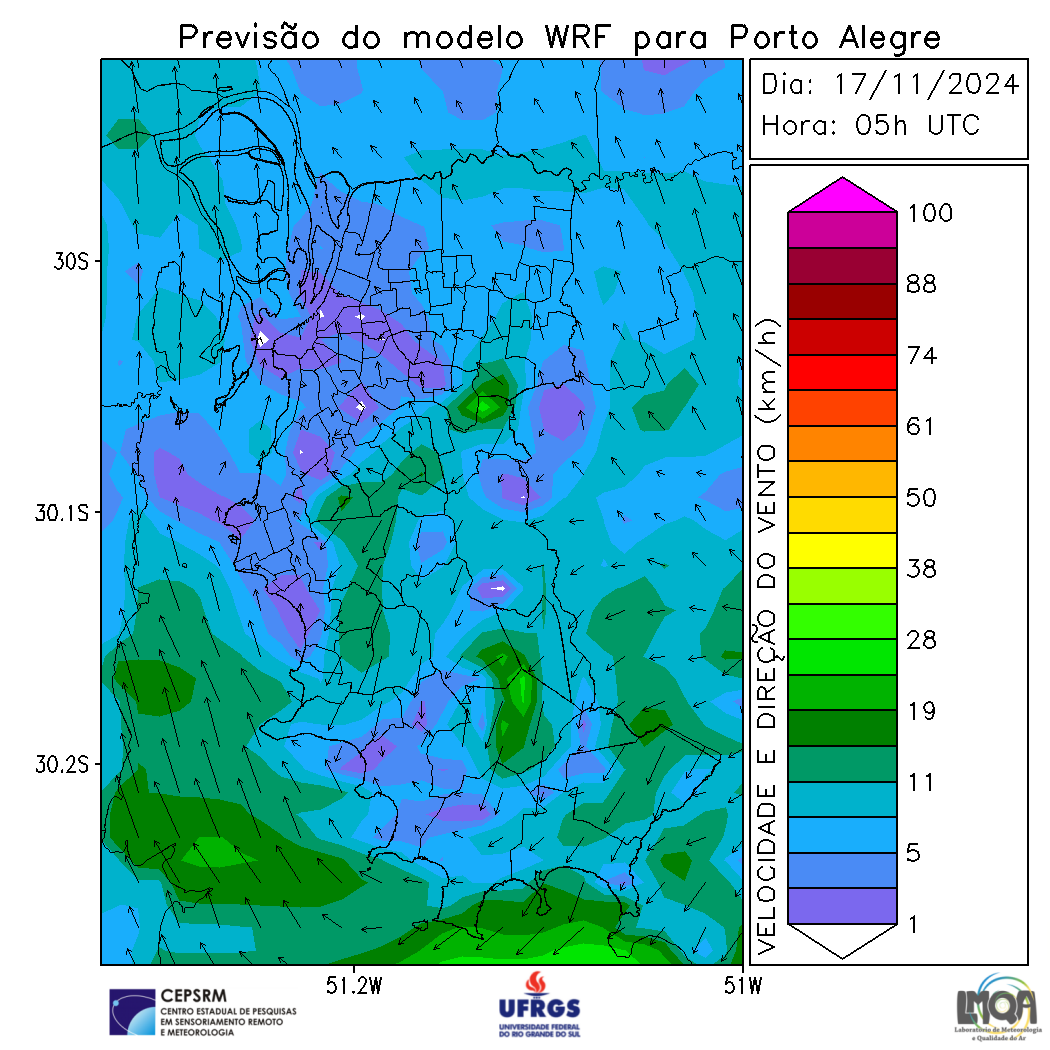 Previsão do modelo WRF para Porto Alegre
Dia: 17/11/2024
Hora: 05h UTC
30S
30.1S
30.2S
51.2W
51W
VELOCIDADE E DIREÇÃO DO VENTO (km/h)
100
88
74
61
50
38
28
19
11
5
1
CEPSRM
CENTRO ESTADUAL DE PESQUISAS
EM SENSORIAMENTO REMOTO
E METEOROLOGIA
UFRGS
UNIVERSIDADE FEDERAL
DO RIO GRANDE DO SUL
LMQA
Laboratório de Meteorologia
e Qualidade do Ar